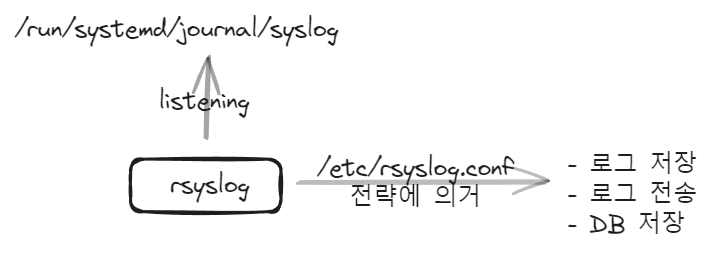 /run/systemd/journal/syslog
listening
rsyslog
/etc/rsyslog.conf
전략에 의거
- 로그 저장
- 로그 전송
- DB 저장